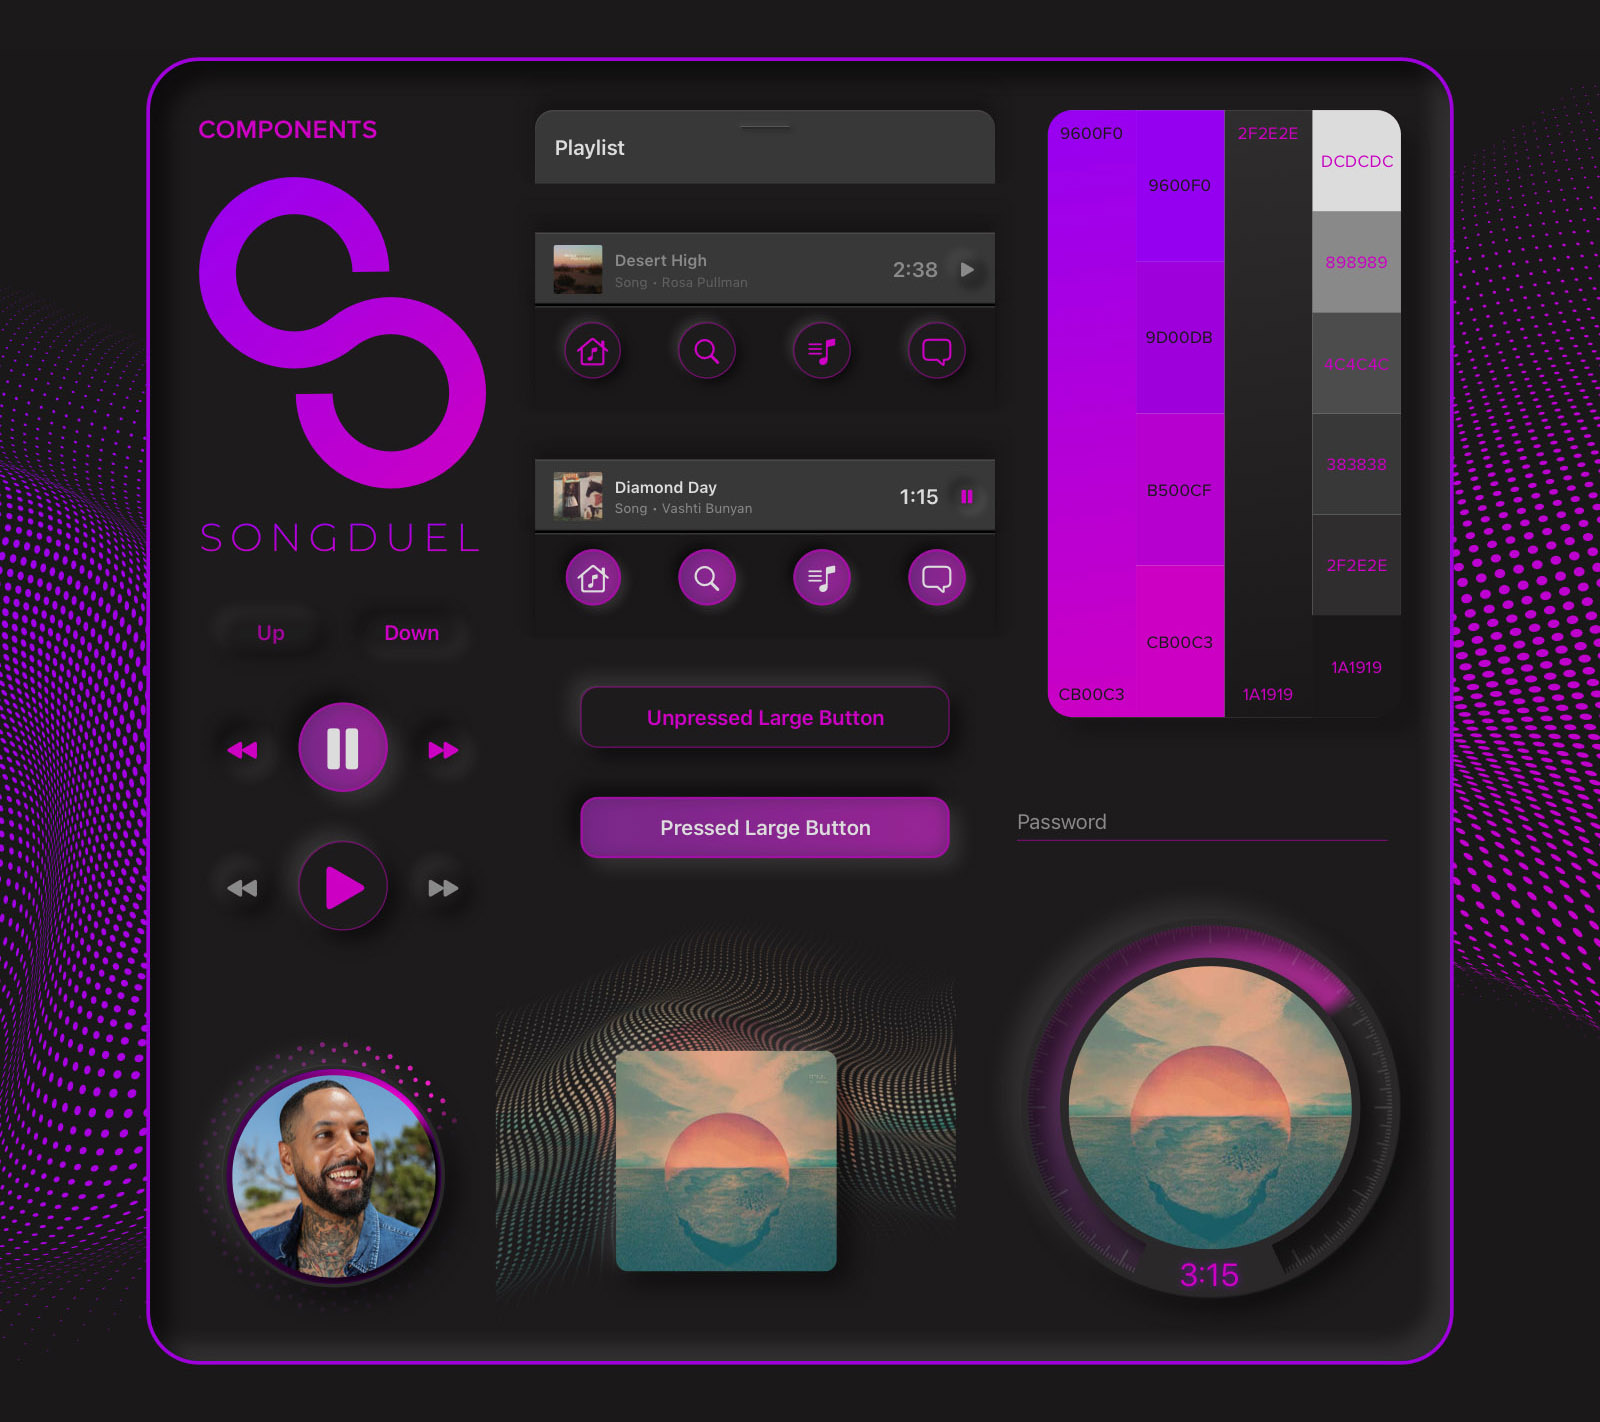 COMPONENTS
SONGDUEL
Up
Down
Playlist
Desert High
Song • Rosa Pullman
2:38
Diamond Day
Song • Vashti Bunyan
1:15
Unpressed Large Button
Pressed Large Button
9600F0
CB00C3
9600F0
9D00DB
B500CF
CB00C3
2F2E2E
1A1919
DCDCDC
898989
4C4C4C
383838
2F2E2E
1A1919
Password
3:15